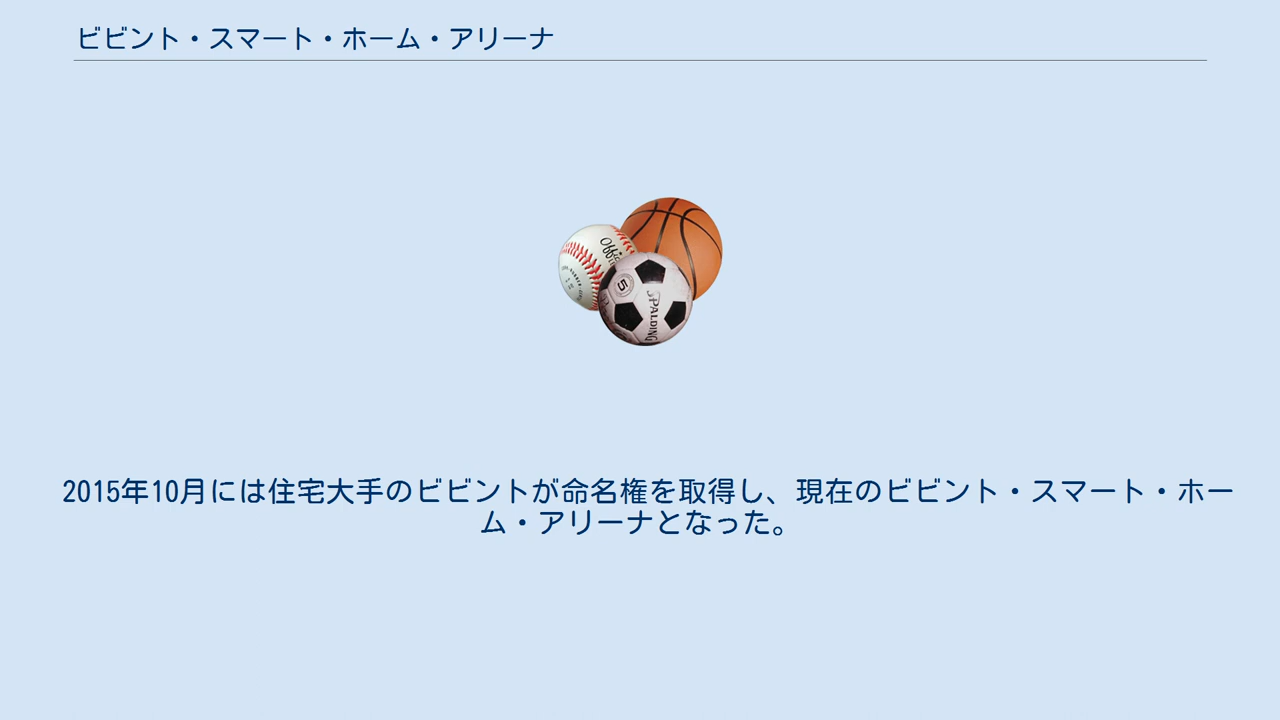 ビビント・スマート・ホーム・アリーナ
Offic
5
SPALDING
2015年10月には住宅大手のビビントが命名権を取得し、現在のビビント・スマート・ホー
ム・アリーナとなった。